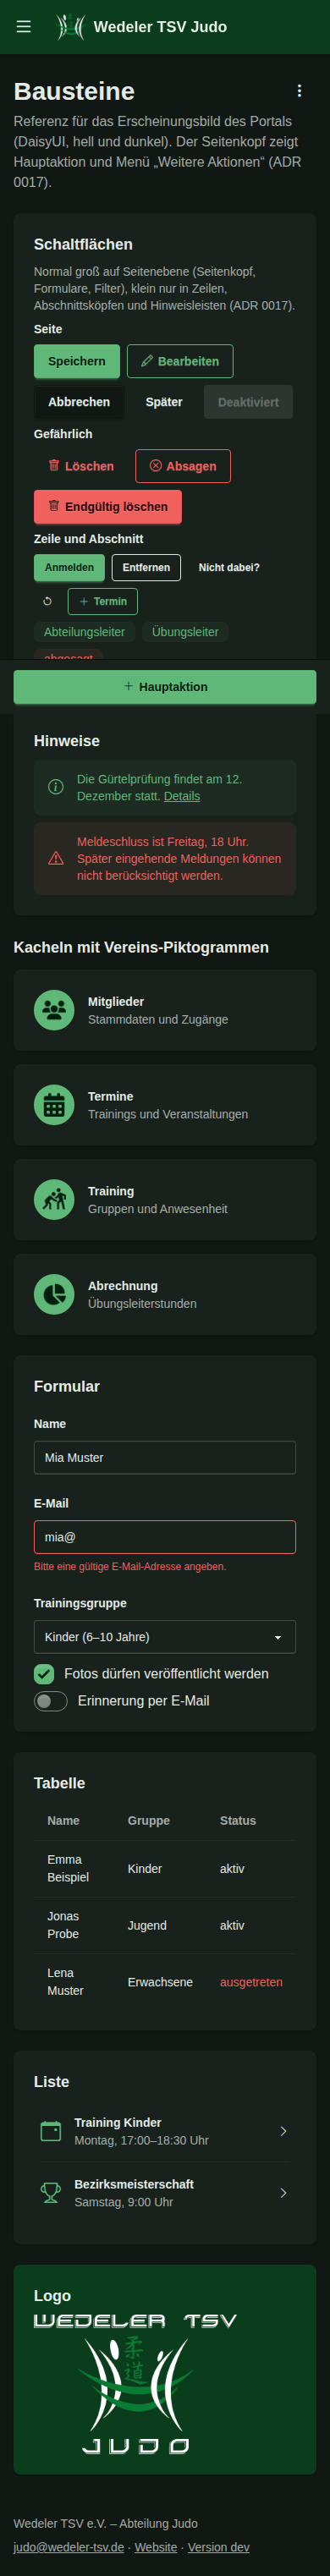 Wedeler TSV Judo
Bausteine
Referenz für das Erscheinungsbild des Portals
(DaisyUI, hell und dunkel). Der Seitenkopf zeigt
Hauptaktion und Menü „Weitere Aktionen“ (ADR
0017).
Schaltflächen
Normal groß auf Seitenebene (Seitenkopf,
Formulare, Filter), klein nur in Zeilen,
Abschnittsköpfen und Hinweisleisten (ADR 0017).
Seite
Speichern
Bearbeiten
Abbrechen
Später
Deaktiviert
Gefährlich
Löschen
Absagen
Endgültig löschen
Zeile und Abschnitt
Anmelden
Entfernen
Nicht dabei?
Termin
Abteilungsleiter
Übungsleiter
abgesagt
Hauptaktion
Hinweise
Die Gürtelprüfung findet am 12.
Dezember statt. Details
Meldeschluss ist Freitag, 18 Uhr.
Später eingehende Meldungen können
nicht berücksichtigt werden.
Kacheln mit Vereins-Piktogrammen
Mitglieder
Stammdaten und Zugänge
Termine
Trainings und Veranstaltungen
Training
Gruppen und Anwesenheit
Abrechnung
Übungsleiterstunden
Formular
Name
Mia Muster
E-Mail
mia@
Bitte eine gültige E-Mail-Adresse angeben.
Trainingsgruppe
Kinder (6–10 Jahre)
Fotos dürfen veröffentlicht werden
Erinnerung per E-Mail
Tabelle
Name Gruppe Status
Emma
Beispiel
Kinder
aktiv
Jonas
Probe
Jugend
aktiv
Lena
Muster
Erwachsene
ausgetreten
Liste
Training Kinder
Montag, 17:00–18:30 Uhr
Bezirksmeisterschaft
Samstag, 9:00 Uhr
Logo
WEDELER TSV
柔
道
JUDO
Wedeler TSV e.V. – Abteilung Judo
judo@wedeler-tsv.de · Website · Version dev